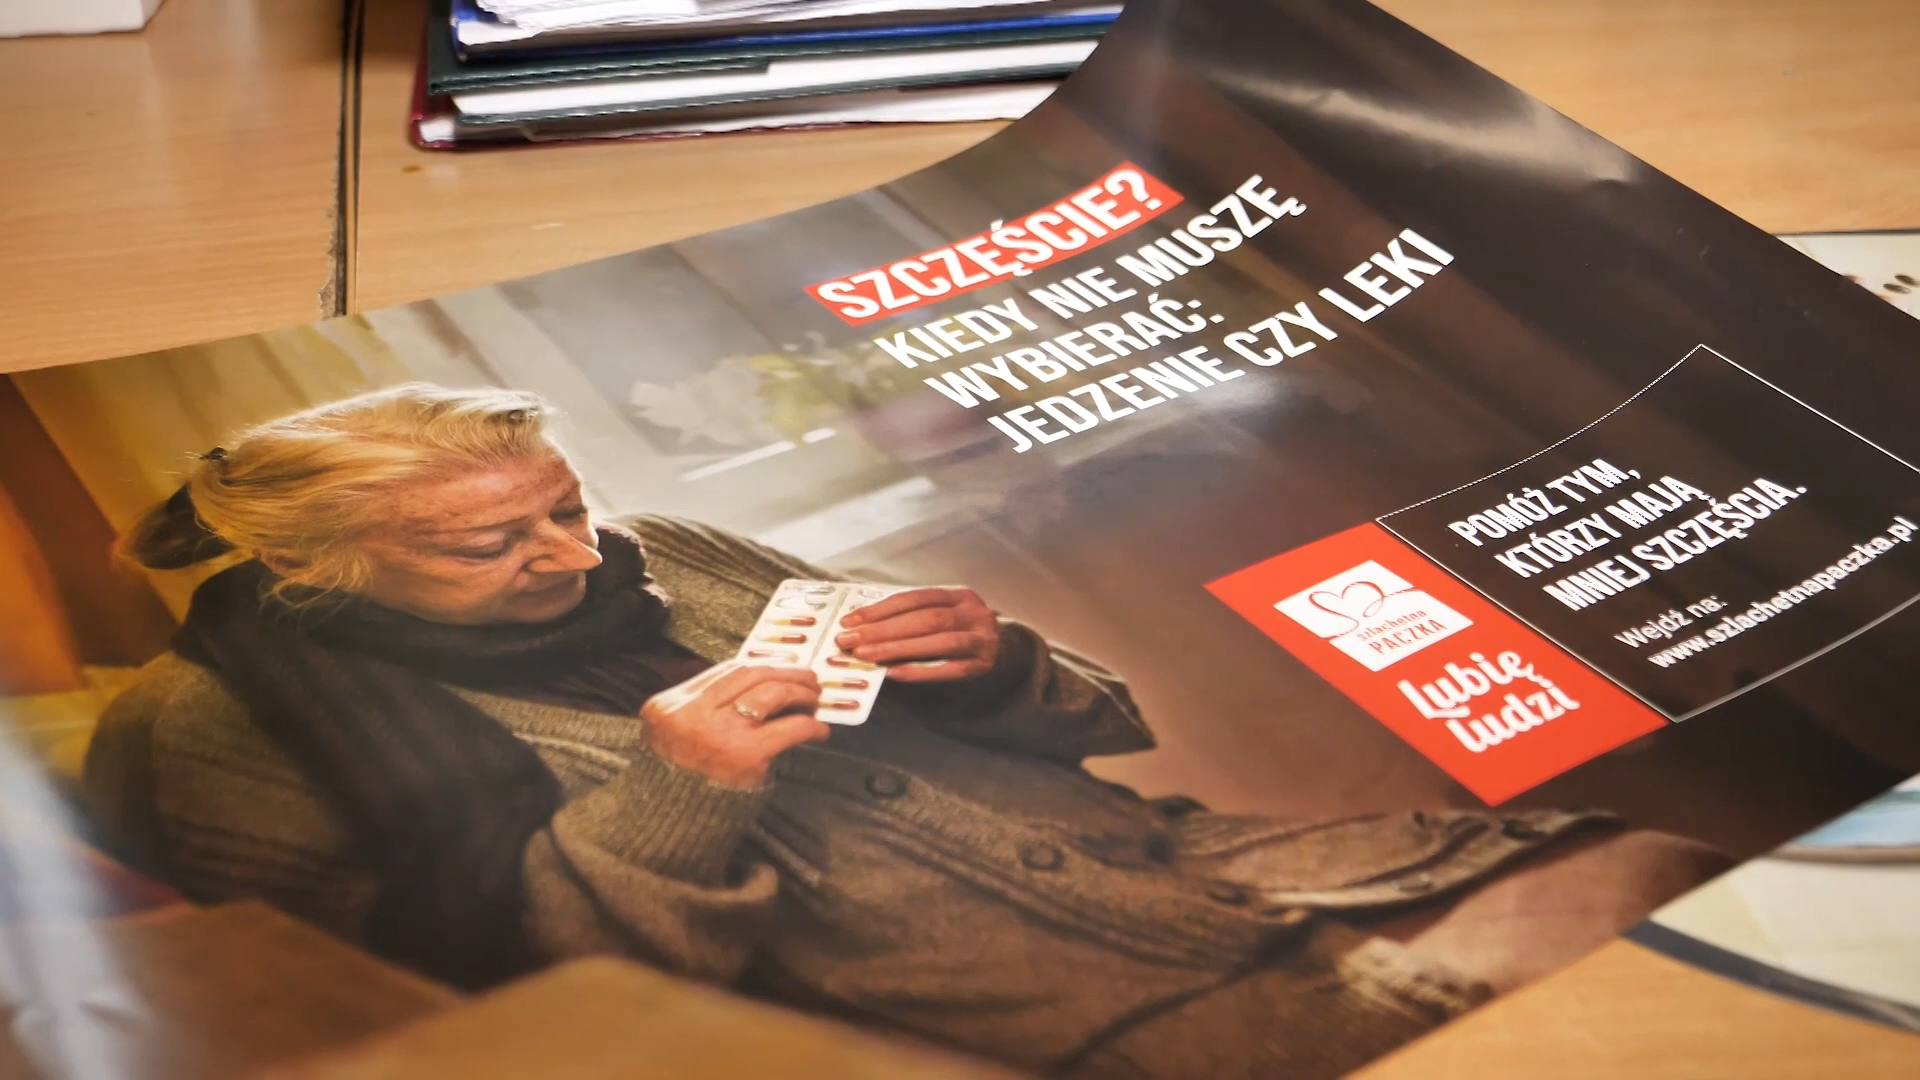 SZCZĘŚCIE?
KIEDY NIE MUSZĘ
WYBIERAĆ:
JEDZENIE CZY LEKI
POMÓŻ TYM,
KTÓRZY MAJĄ
MNIEJ SZCZĘŚCIA.
Wejdź na:
www.szlachetnapaczka.pl
szlachetna
PACZKA
Lubię
ludzi